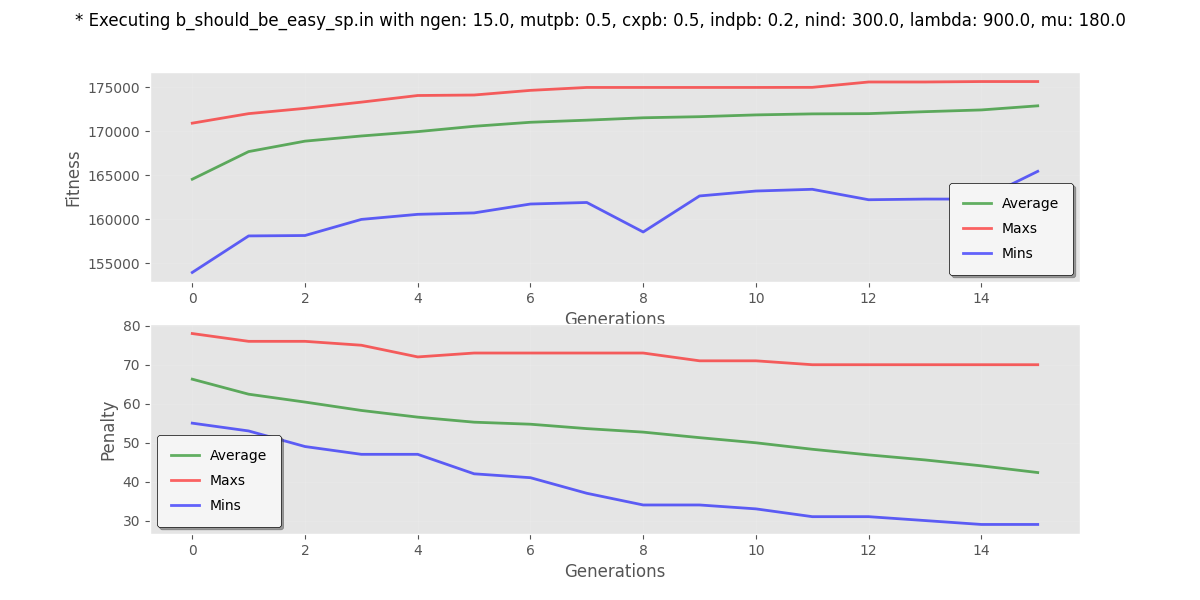 * Executing b_should_be_easy_sp.in with ngen: 15.0, mutpb: 0.5, cxpb: 0.5, indpb: 0.2, nind: 300.0, lambda: 900.0, mu: 180.0
175000
170000
165000
160000
155000
Fitness
Average
Maxs
Mins
0 2 4 6 8 10 12 14
Generations
80
70
60
50
40
30
Penalty
Average
Maxs
Mins
0 2 4 6 8 10 12 14
Generations